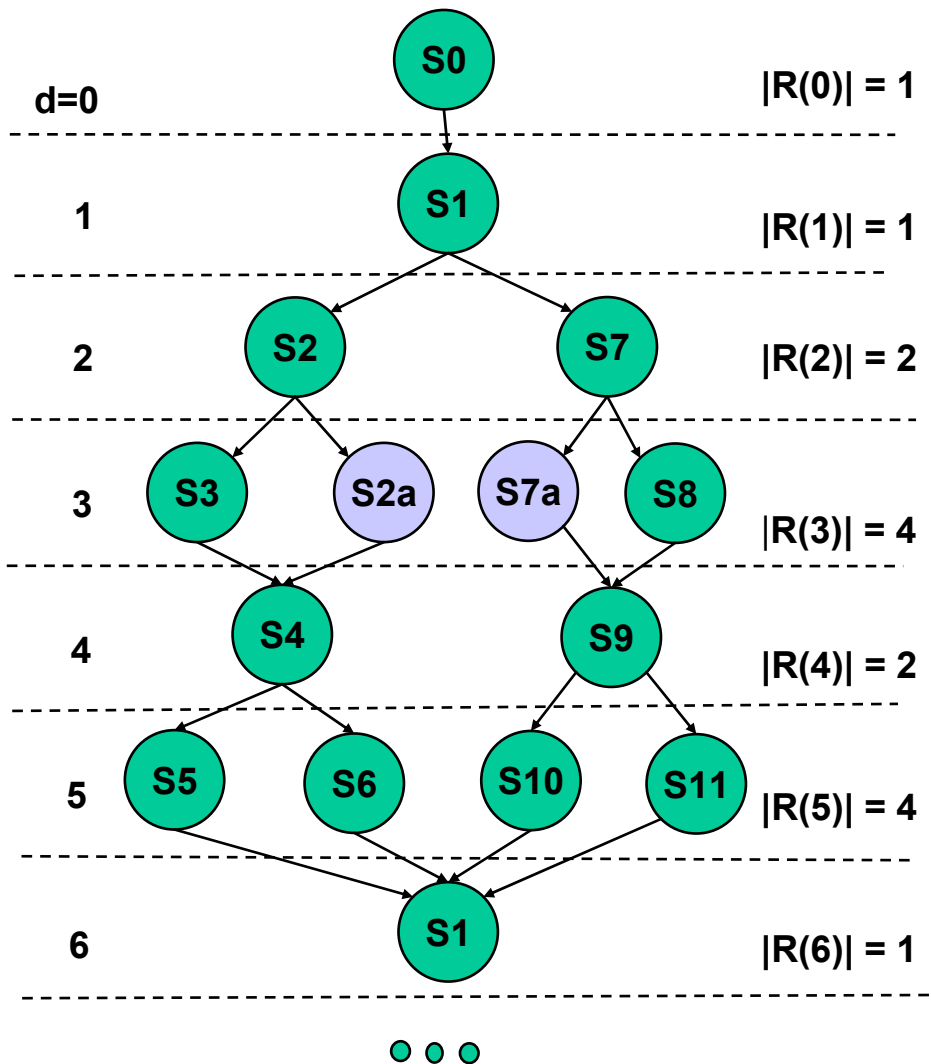 S0
d=0
|R(0)| = 1
S1
1
|R(1)| = 1
S2
S7
2
|R(2)| = 2
S3
S2a
S7a
S8
3
|R(3)| = 4
S4
S9
4
|R(4)| = 2
S5
S6
S10
S11
5
|R(5)| = 4
S1
6
|R(6)| = 1